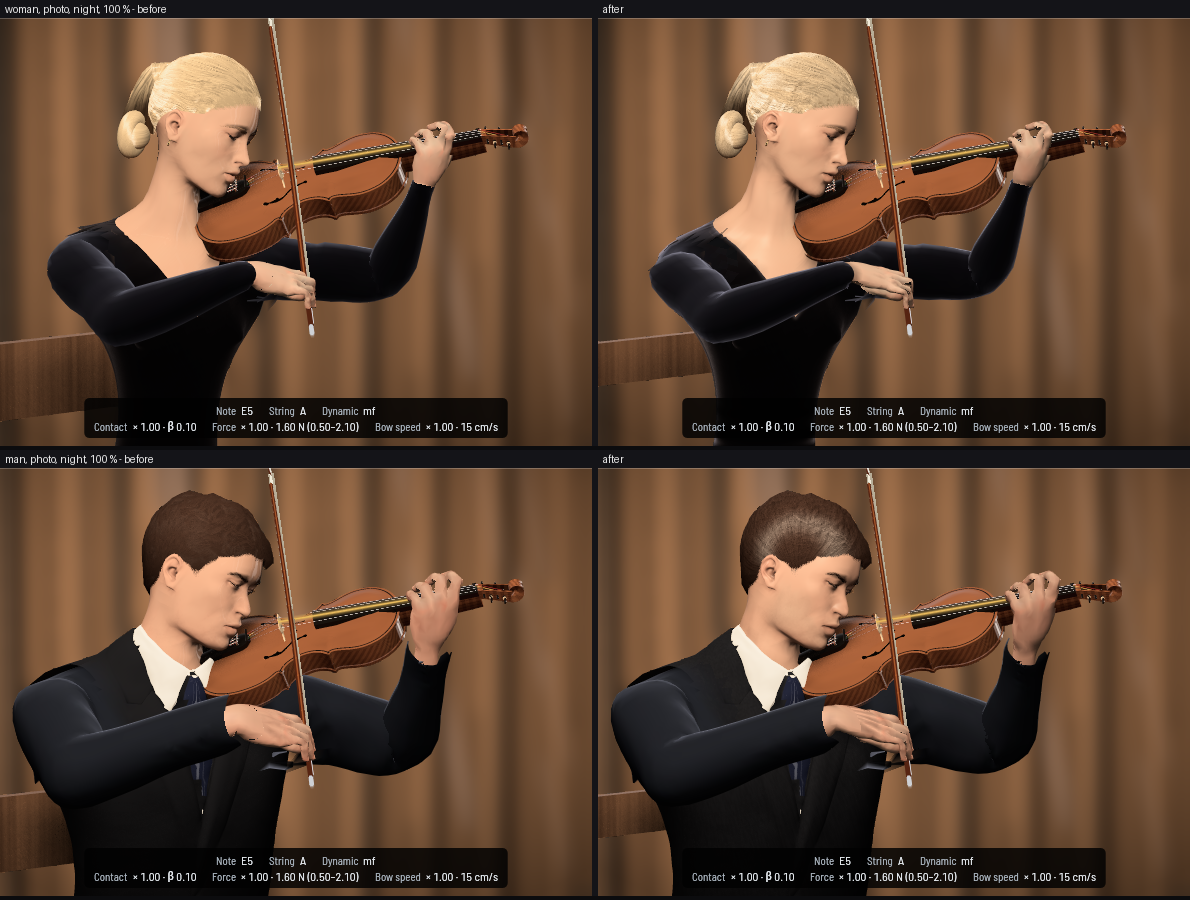 woman, photo, night, 100 % - before
after
Note E5 String A Dynamic mf
Contact × 1.00 · β 0.10 Force × 1.00 · 1.60 N (0.50–2.10) Bow speed × 1.00 · 15 cm/s
Note E5 String A Dynamic mf
Contact × 1.00 · β 0.10 Force × 1.00 · 1.60 N (0.50–2.10) Bow speed × 1.00 · 15 cm/s
man, photo, night, 100 % - before
after
Note E5 String A Dynamic mf
Contact × 1.00 · β 0.10 Force × 1.00 · 1.60 N (0.50–2.10) Bow speed × 1.00 · 15 cm/s
Note E5 String A Dynamic mf
Contact × 1.00 · β 0.10 Force × 1.00 · 1.60 N (0.50–2.10) Bow speed × 1.00 · 15 cm/s